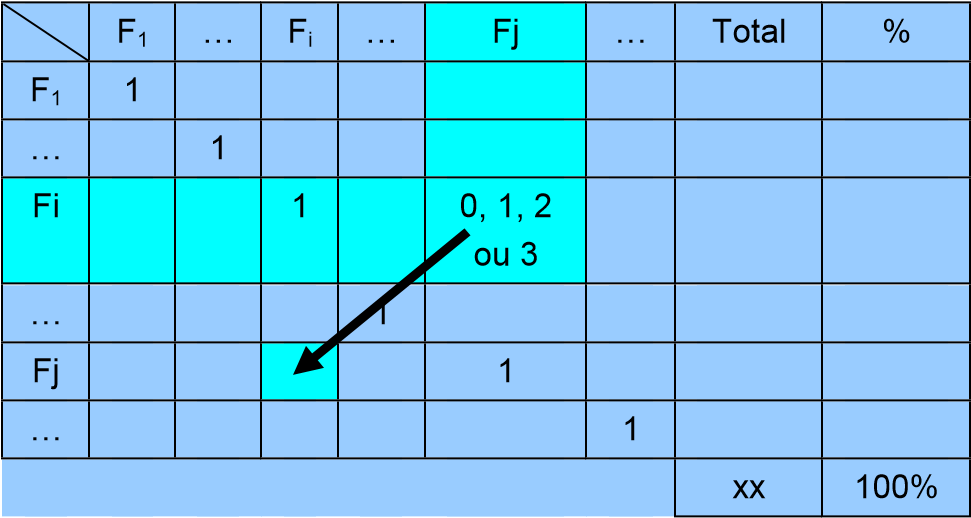 F₁ … Fᵢ … Fj … Total %
F₁ 1
… 1
Fi 1 0, 1, 2
ou 3
… 1
Fj 1
… 1
xx 100%